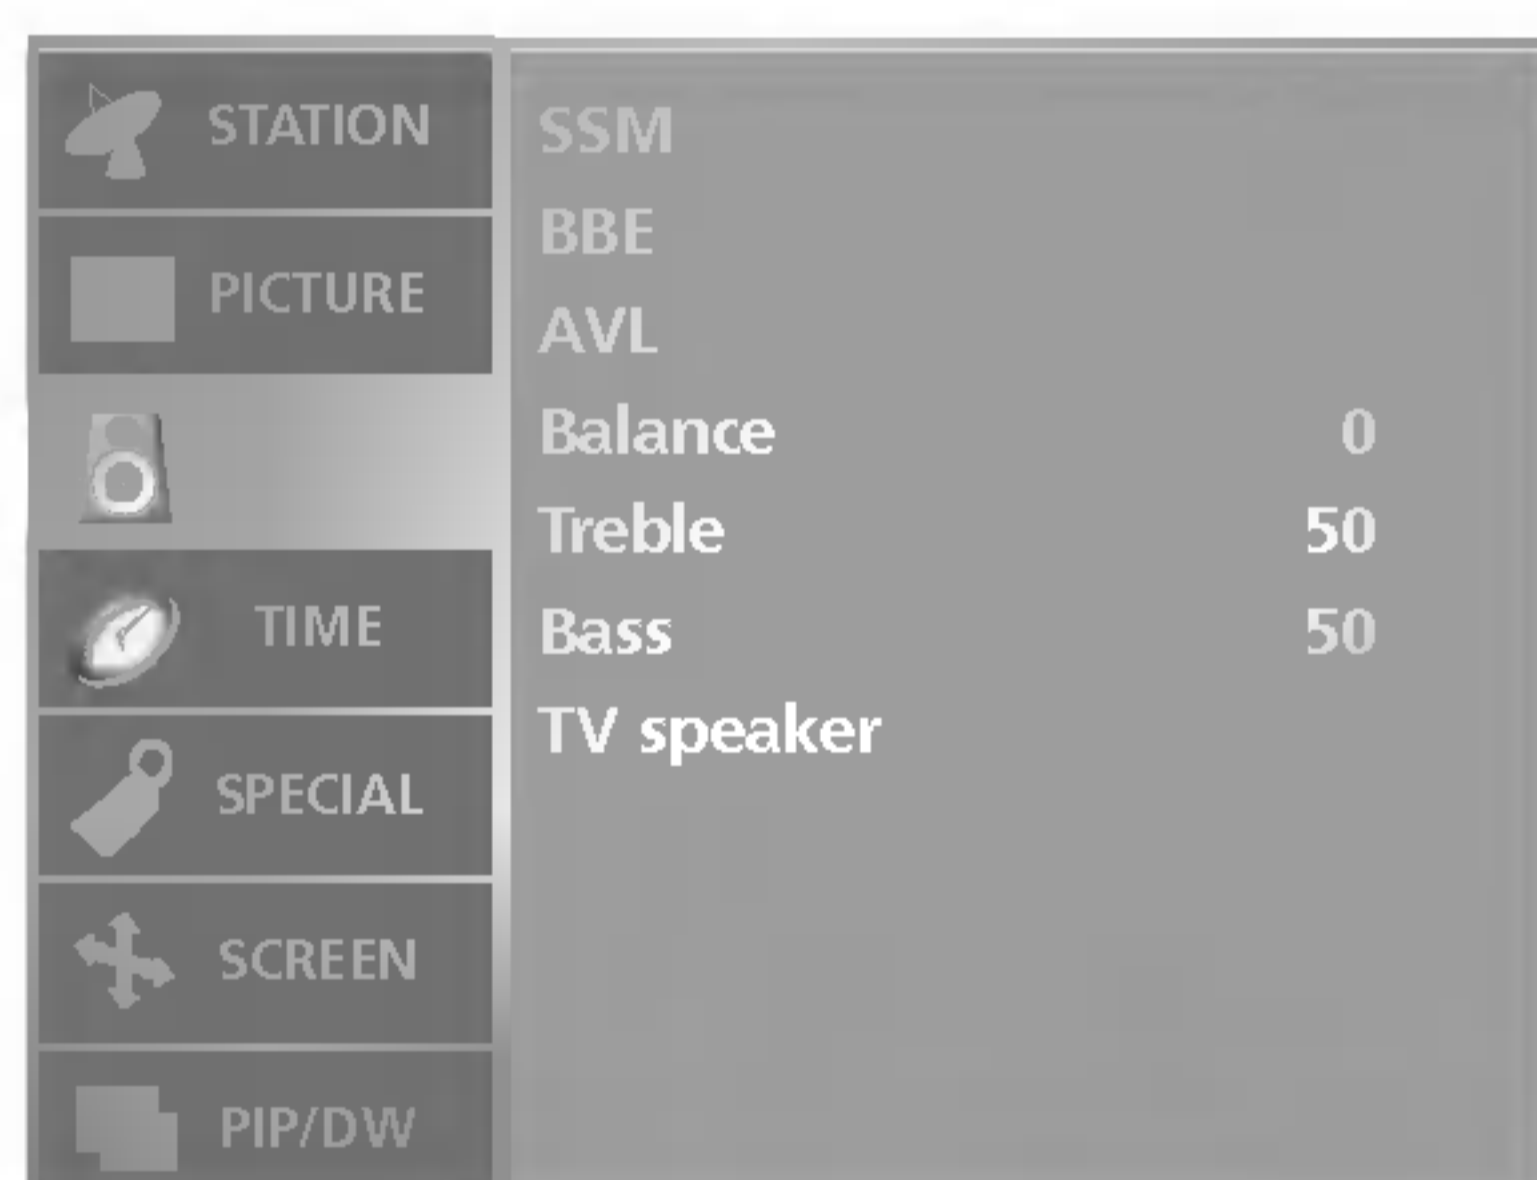 STATION
PICTURE
TIME
SPECIAL
SCREEN
PIP/DW
SSM
BBE
AVL
Balance 0
Treble 50
Bass 50
TV speaker